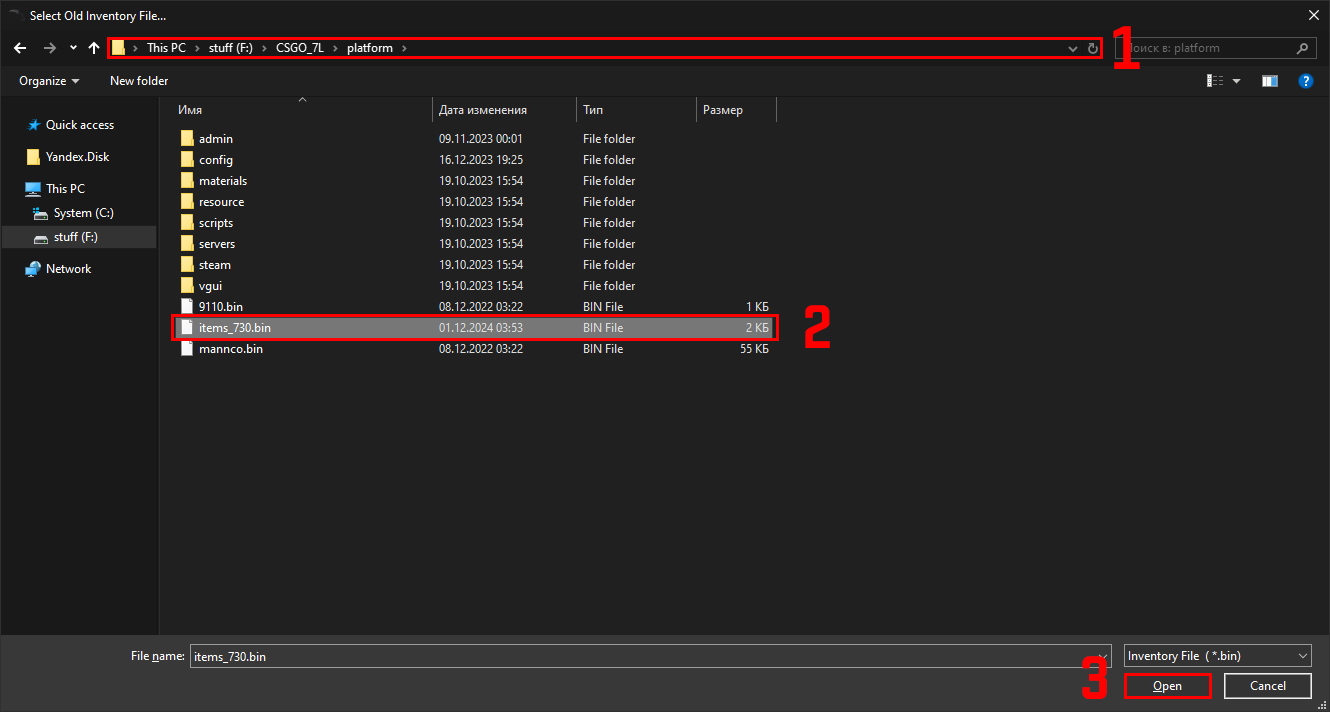 Select Old Inventory File...
This PC > stuff (F:) > CSGO_7L > platform >
1
Поиск в: platform
Organize
New folder
?
Имя
Дата изменения
Тип
Размер
Quick access
Yandex.Disk
This PC
System (C:)
stuff (F:)
Network
admin 09.11.2023 00:01 File folder
config 16.12.2023 19:25 File folder
materials 19.10.2023 15:54 File folder
resource 19.10.2023 15:54 File folder
scripts 19.10.2023 15:54 File folder
servers 19.10.2023 15:54 File folder
steam 19.10.2023 15:54 File folder
vgui 19.10.2023 15:54 File folder
9110.bin 08.12.2022 03:22 BIN File 1 КБ
items_730.bin 01.12.2024 03:53 BIN File 2 КБ
2
mannco.bin 08.12.2022 03:22 BIN File 55 КБ
File name: items_730.bin
Inventory File (*.bin)
3
Open
Cancel